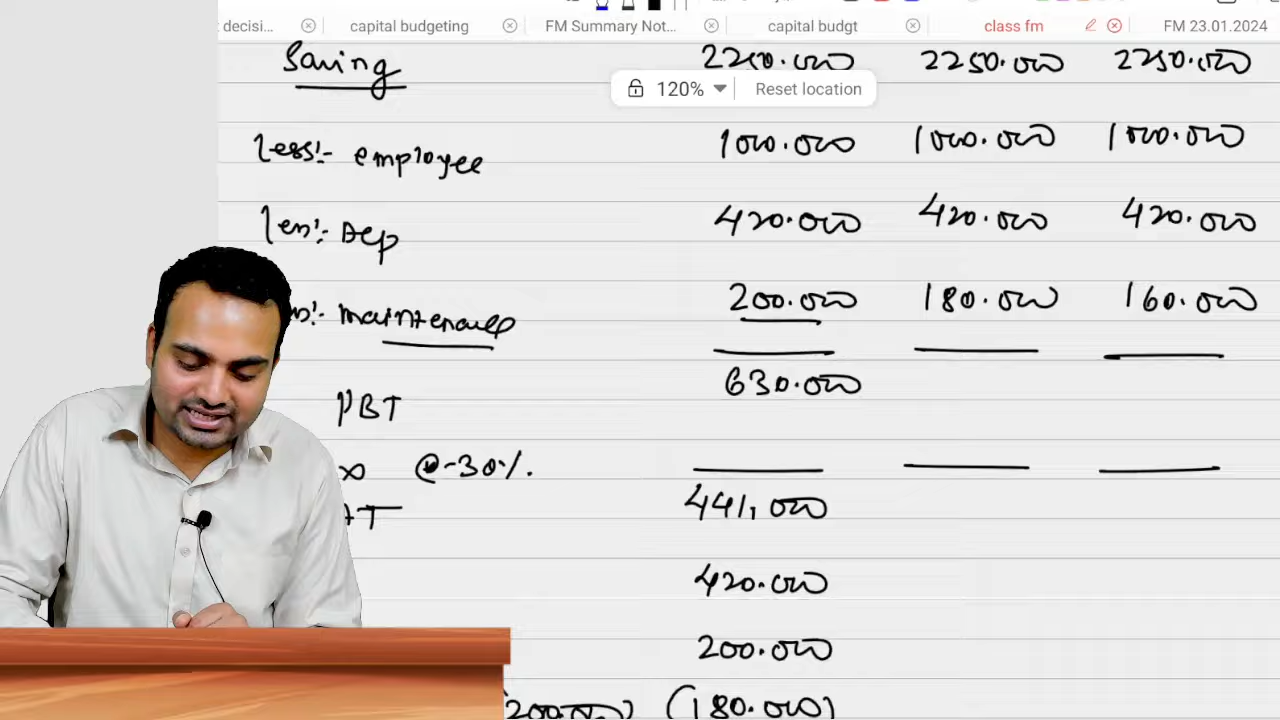 t decisi... capital budgeting FM Summary Not... capital budgt class fm FM 23.01.2024
Saving 2250.000 2250.000 2250.000
120% Reset location
less:- employee 1000.000 1000.000 1000.000
less:- Dep 420.000 420.000 420.000
maintenance 200.000 180.000 160.000
PBT 630.000
@-30%.
AT 441,000
420.000
200.000
(200000) (180.000)